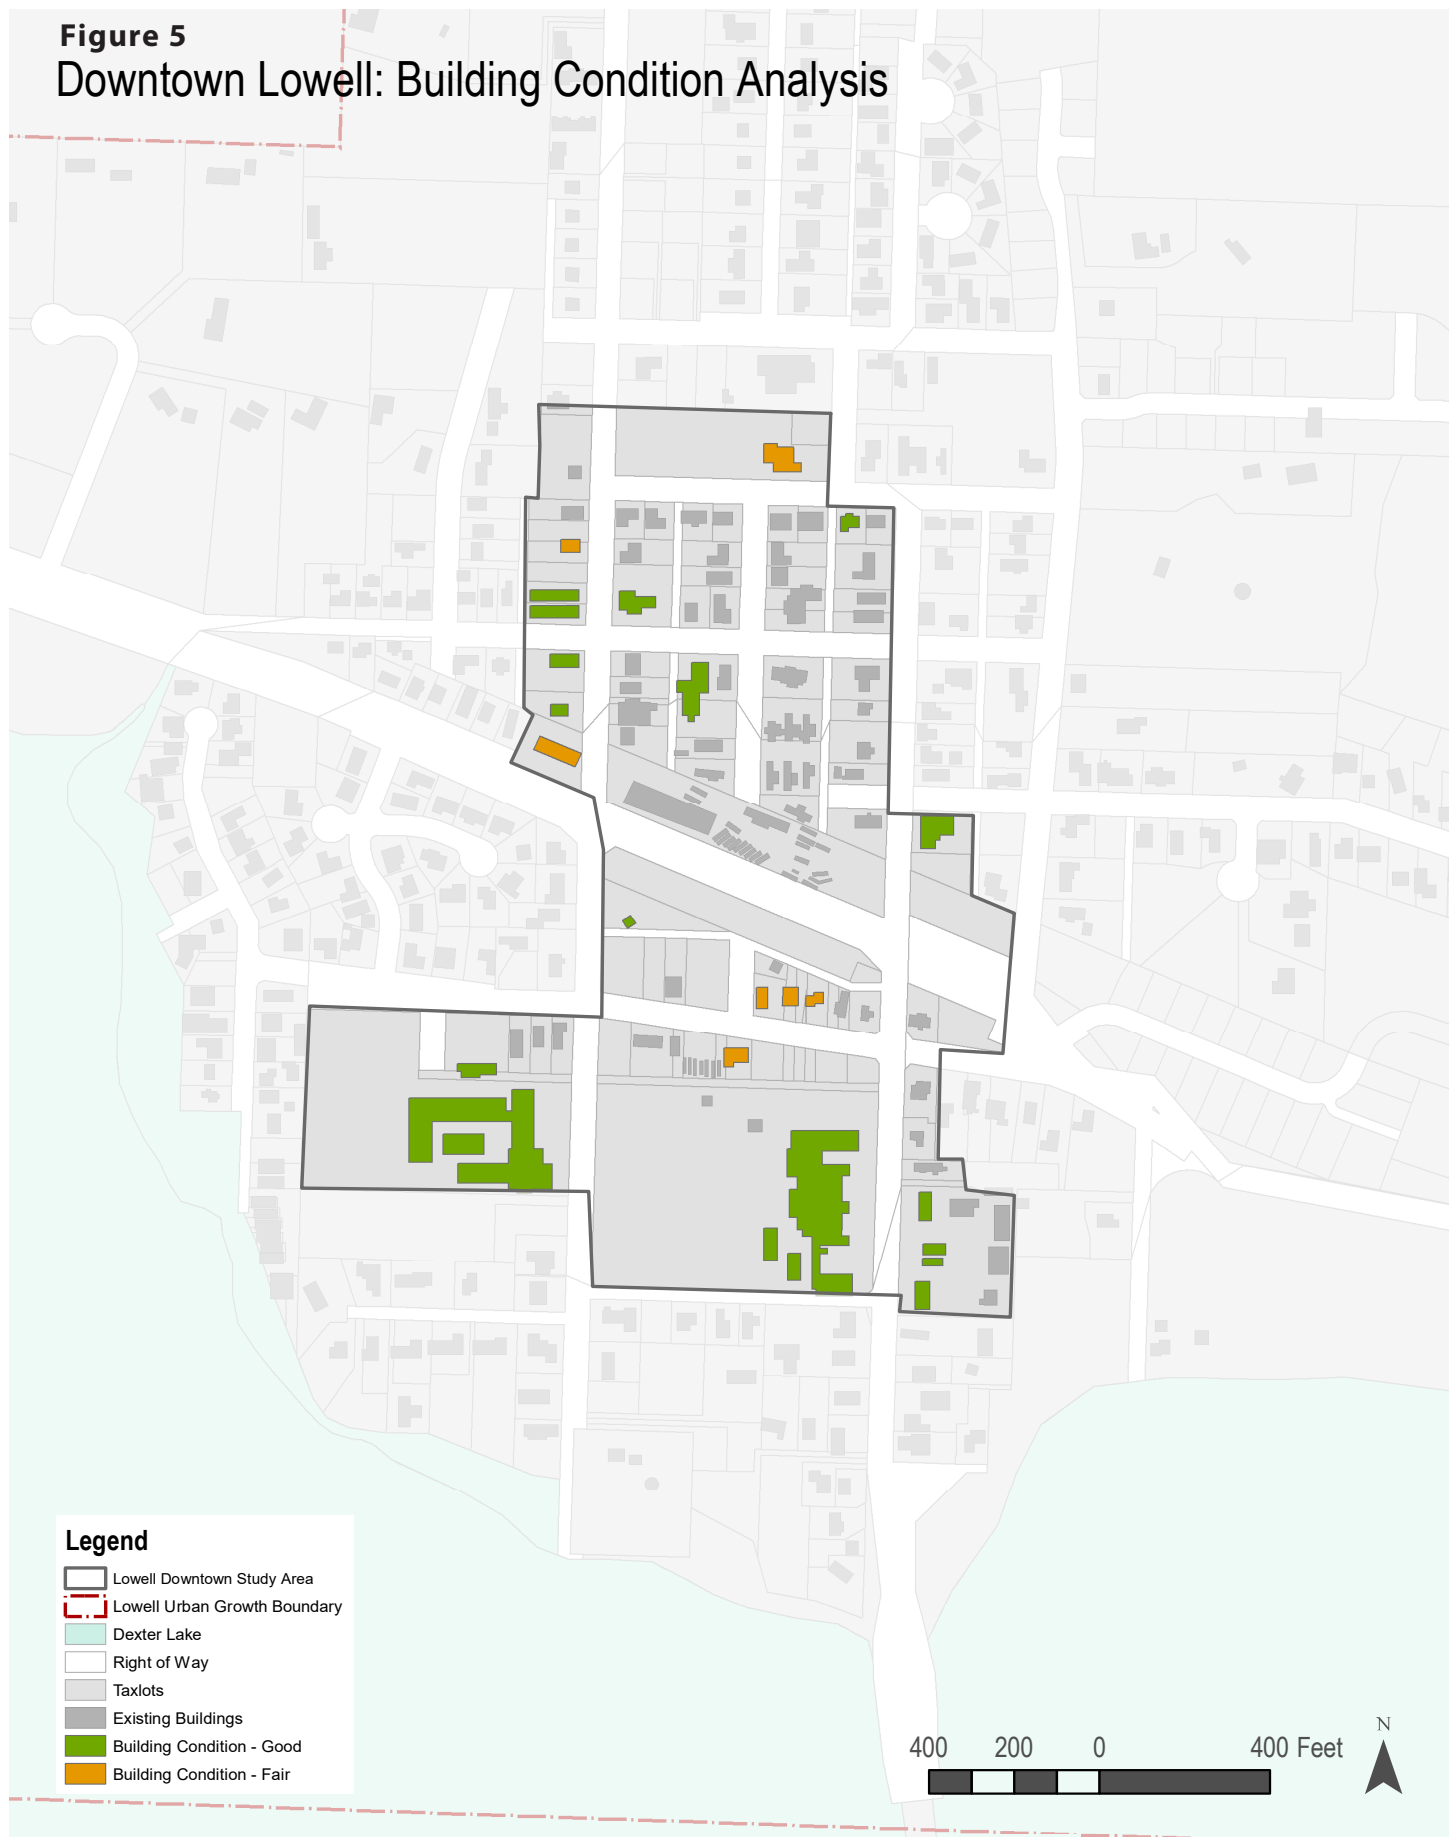 Figure 5
Downtown Lowell: Building Condition Analysis
Legend
Lowell Downtown Study Area
Lowell Urban Growth Boundary
Dexter Lake
Right of Way
Taxlots
Existing Buildings
Building Condition - Good
Building Condition - Fair
400 200 0 400 Feet
N